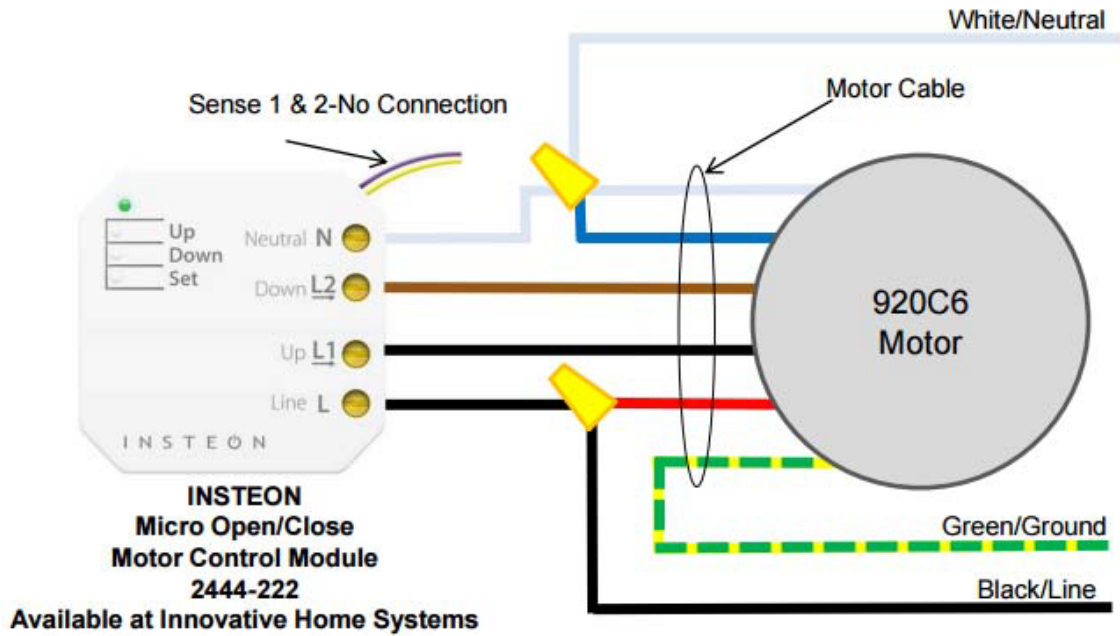 White/Neutral
Sense 1 & 2-No Connection
Motor Cable
Up
Down
Set
Neutral N
Down L2
Up L1
Line L
INSTEON
920C6
Motor
INSTEON
Micro Open/Close
Motor Control Module
2444-222
Available at Innovative Home Systems
Green/Ground
Black/Line